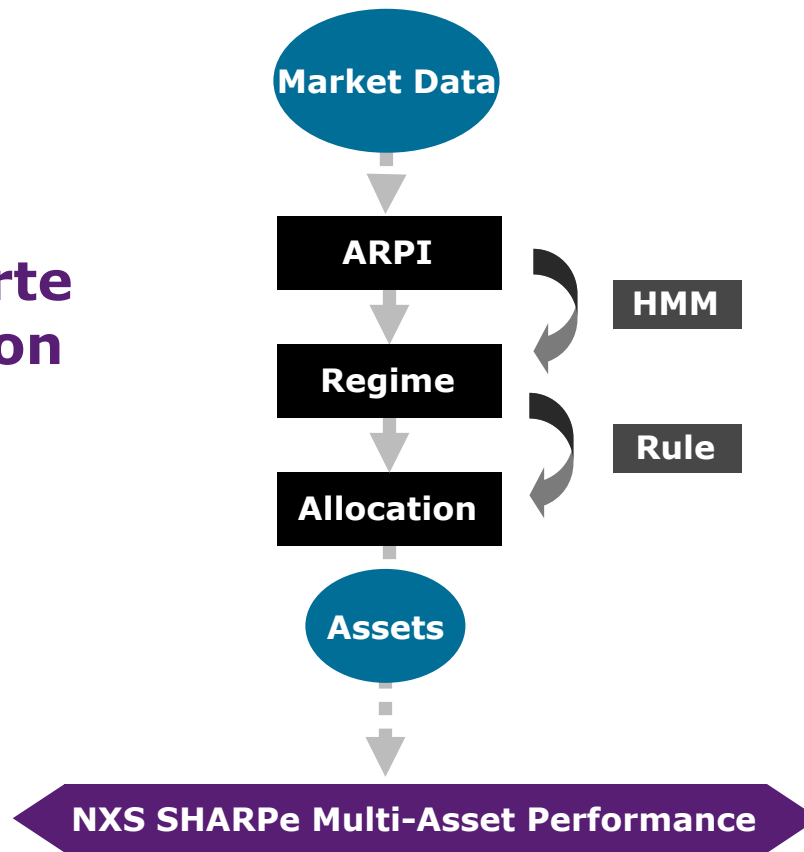 Market Data
ARPI
HMM
Regime
Rule
Allocation
Assets
NXS SHARPe Multi-Asset Performance